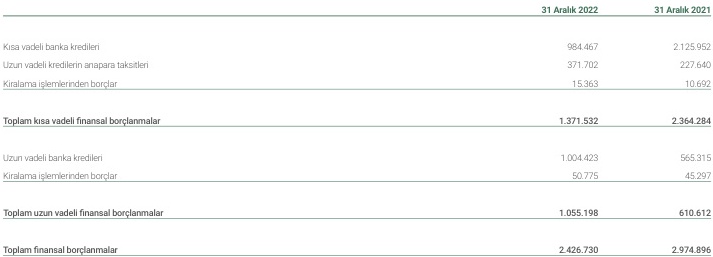 31 Aralık 2022 31 Aralık 2021
Kısa vadeli banka kredileri 984.467 2.125.952
Uzun vadeli kredilerin anapara taksitleri 371.702 227.640
Kiralama işlemlerinden borçlar 15.363 10.692
Toplam kısa vadeli finansal borçlanmalar 1.371.532 2.364.284
Uzun vadeli banka kredileri 1.004.423 565.315
Kiralama işlemlerinden borçlar 50.775 45.297
Toplam uzun vadeli finansal borçlanmalar 1.055.198 610.612
Toplam finansal borçlanmalar 2.426.730 2.974.896